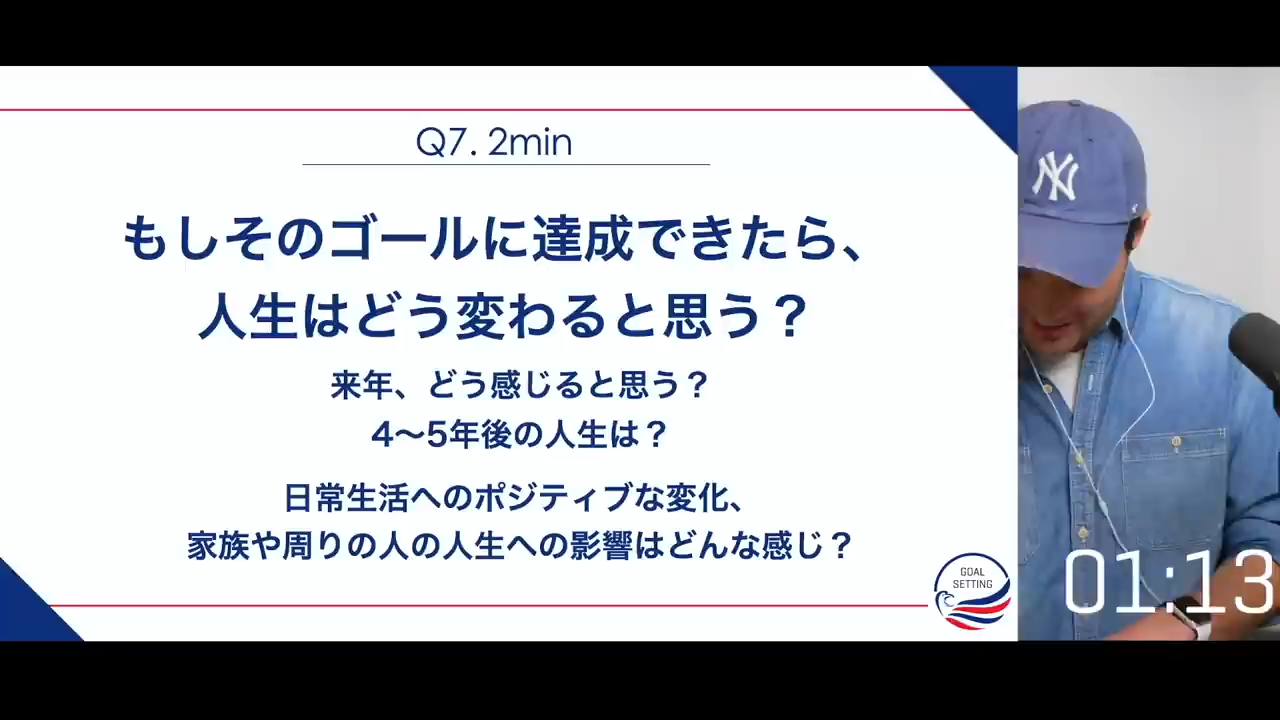 Q7. 2min
もしそのゴールに達成できたら、
人生はどう変わると思う？
来年、どう感じると思う？
4〜5年後の人生は？
日常生活へのポジティブな変化、
家族や周りの人の人生への影響はどんな感じ？
GOAL
SETTING
NY
01:13